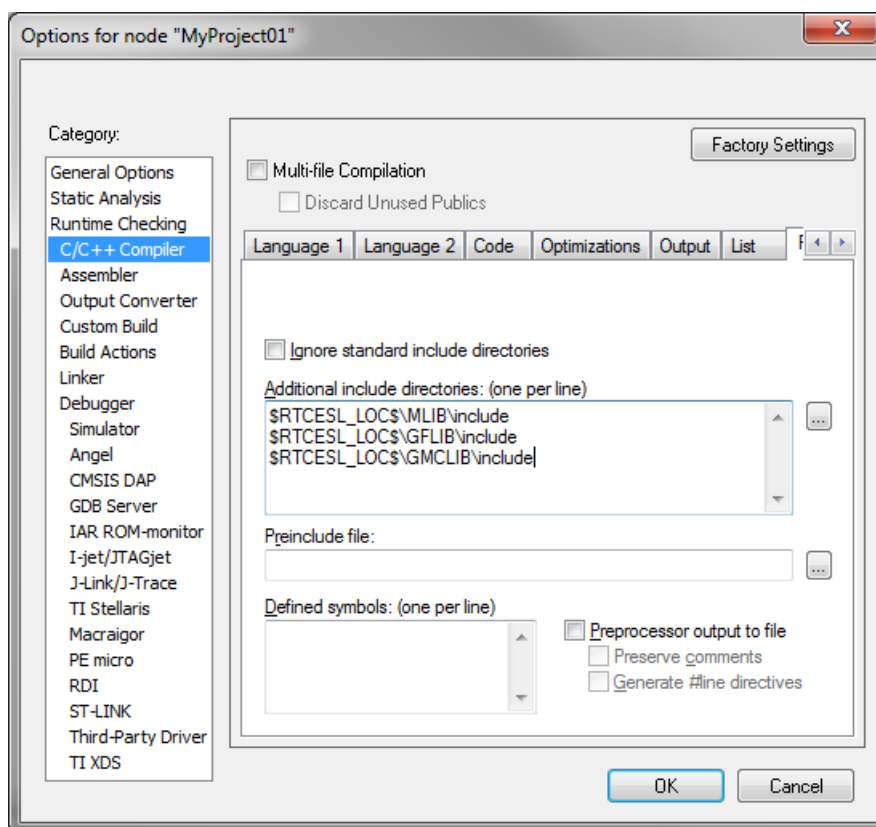 Options for node "MyProject01"
Category:
General Options
Static Analysis
Runtime Checking
C/C++ Compiler
Assembler
Output Converter
Custom Build
Build Actions
Linker
Debugger
Simulator
Angel
CMSIS DAP
GDB Server
IAR ROM-monitor
I-jet/JTAGjet
J-Link/J-Trace
TI Stellaris
Macraigor
PE micro
RDI
ST-LINK
Third-Party Driver
TI XDS
Factory Settings
Multi-file Compilation
Discard Unused Publics
Language 1 Language 2 Code Optimizations Output List
Ignore standard include directories
Additional include directories: (one per line)
$RTCESL_LOC$\MLIB\include
$RTCESL_LOC$\GFLIB\include
$RTCESL_LOC$\GMCLIB\include
...
Preinclude file:
...
Defined symbols: (one per line)
Preprocessor output to file
Preserve comments
Generate #line directives
OK Cancel